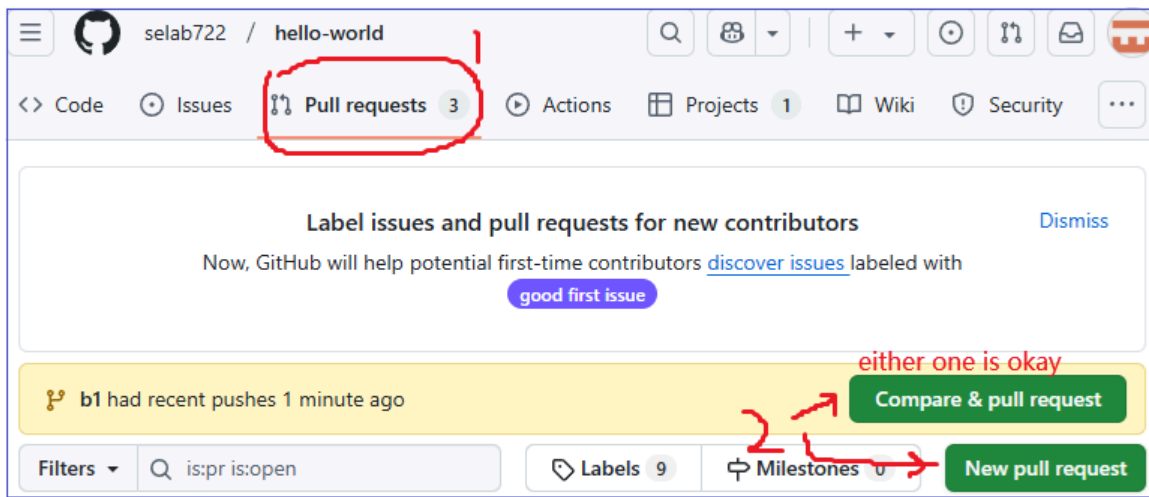 selab722 / hello-world
1
<> Code Issues Pull requests 3 Actions Projects 1 Wiki Security ...
Label issues and pull requests for new contributors
Dismiss
Now, GitHub will help potential first-time contributors discover issues labeled with
good first issue
either one is okay
b1 had recent pushes 1 minute ago
Compare & pull request
2
Filters is:pr is:open Labels 9 Milestones 0 New pull request